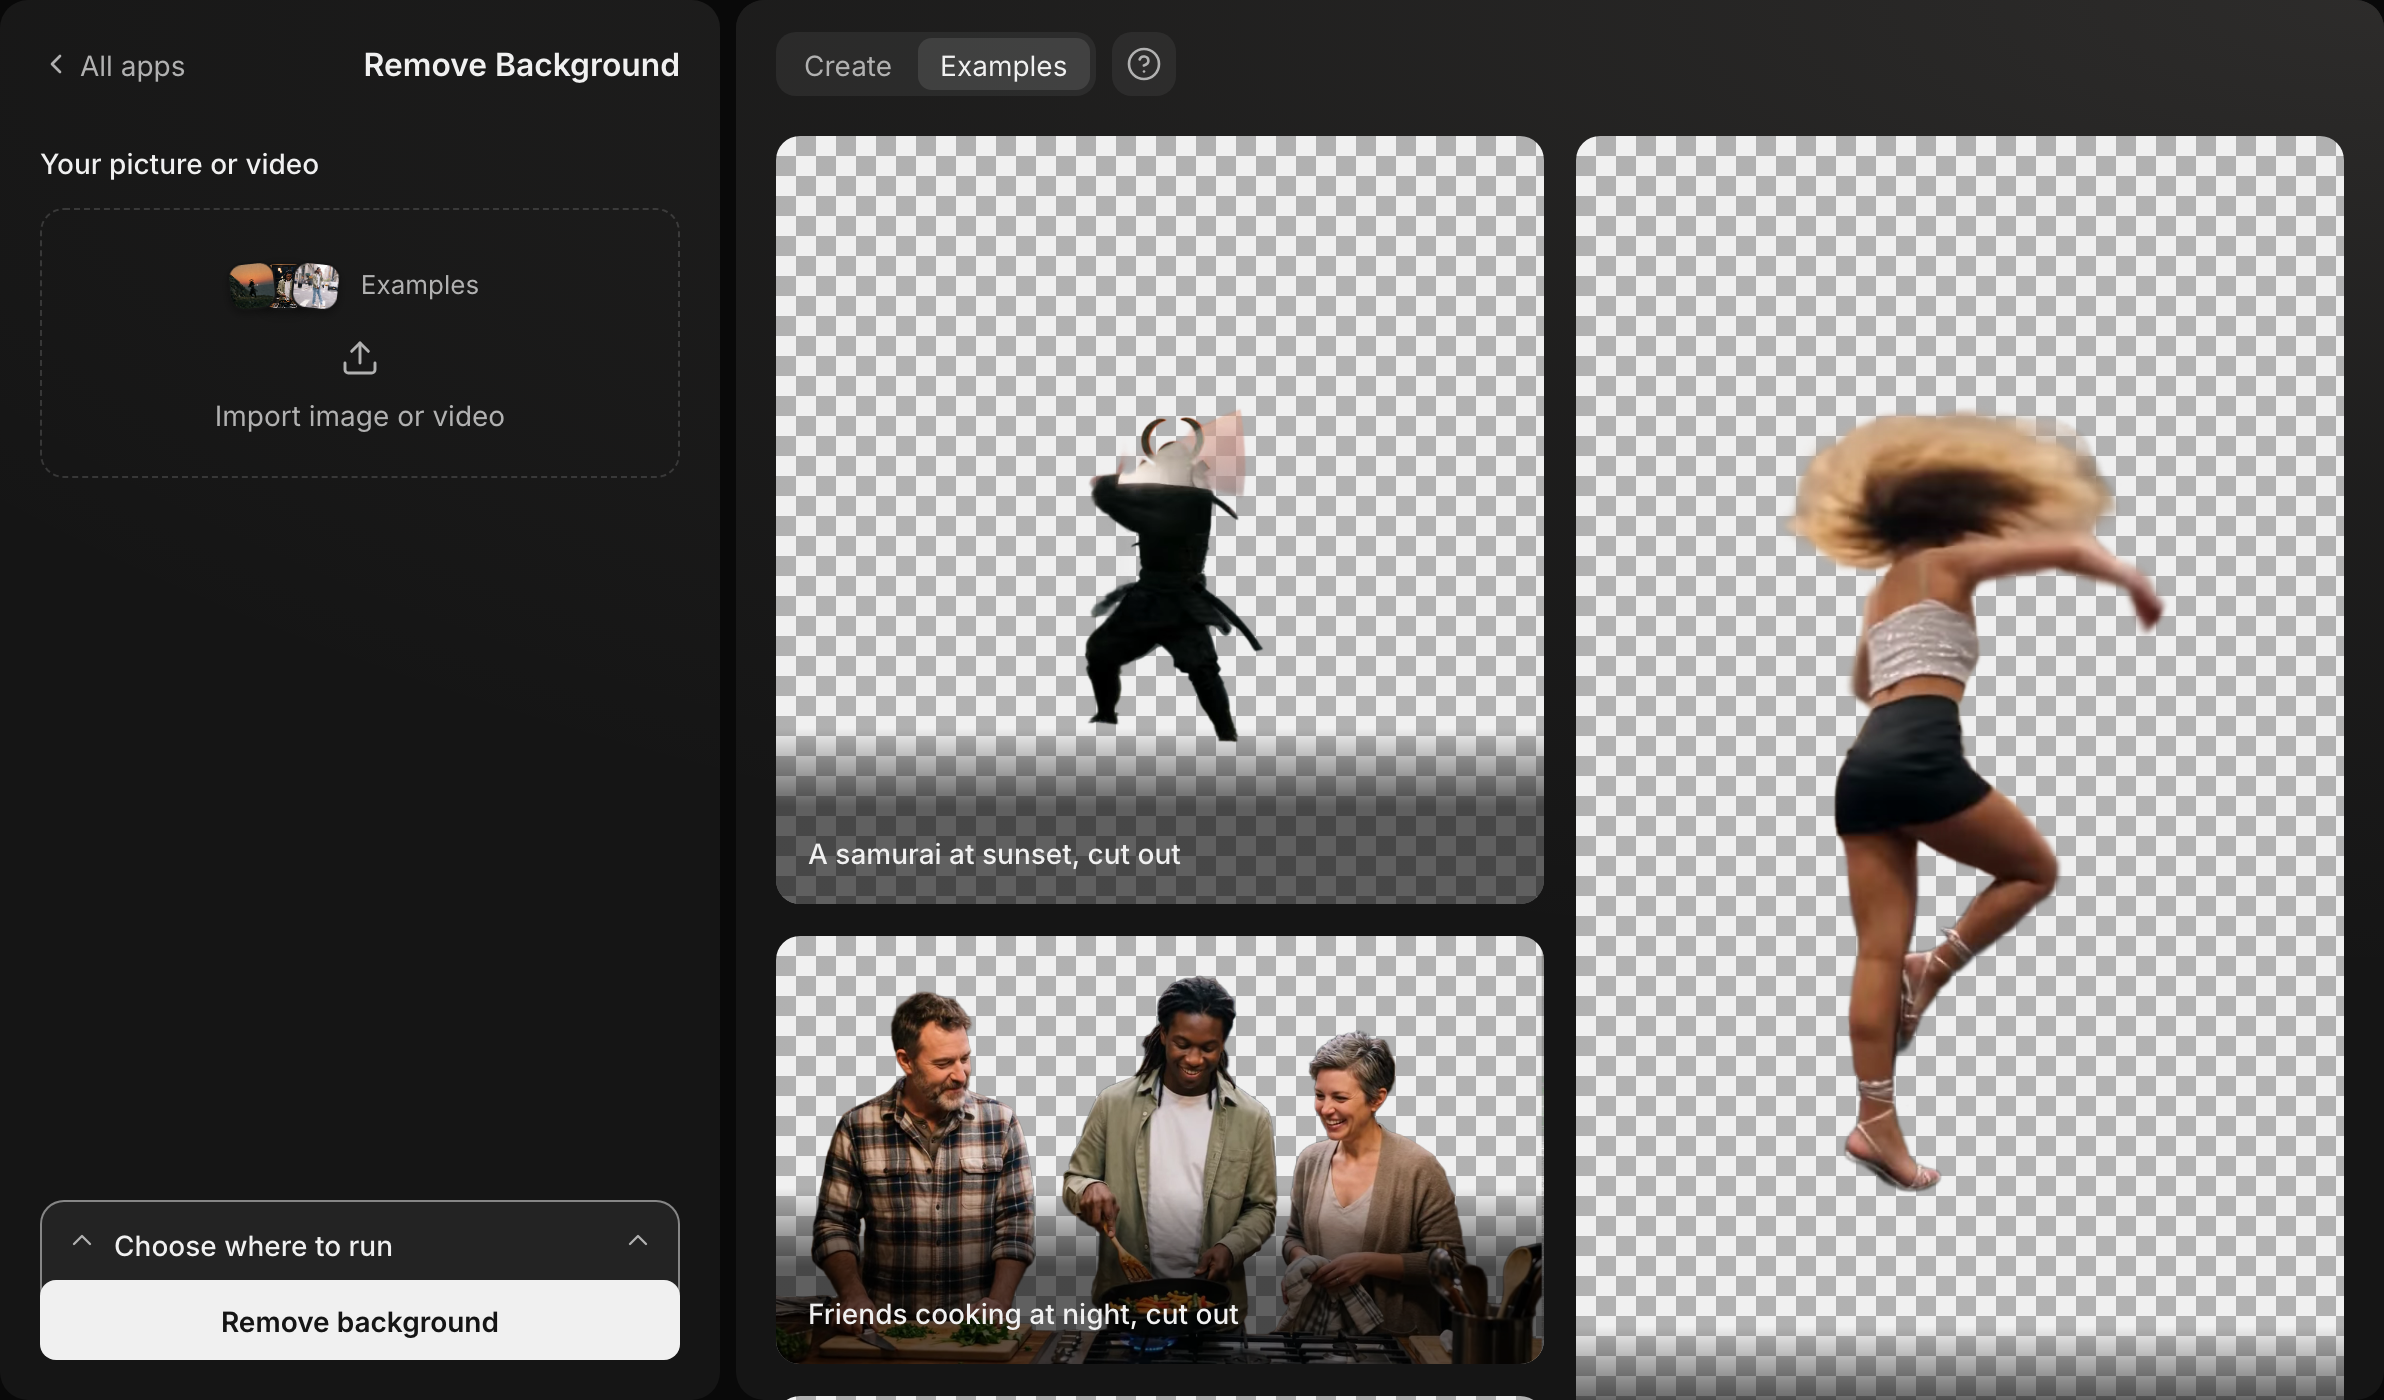 All apps
Remove Background
Your picture or video
Examples
Import image or video
Choose where to run
Remove background
Create
Examples
A samurai at sunset, cut out
Friends cooking at night, cut out